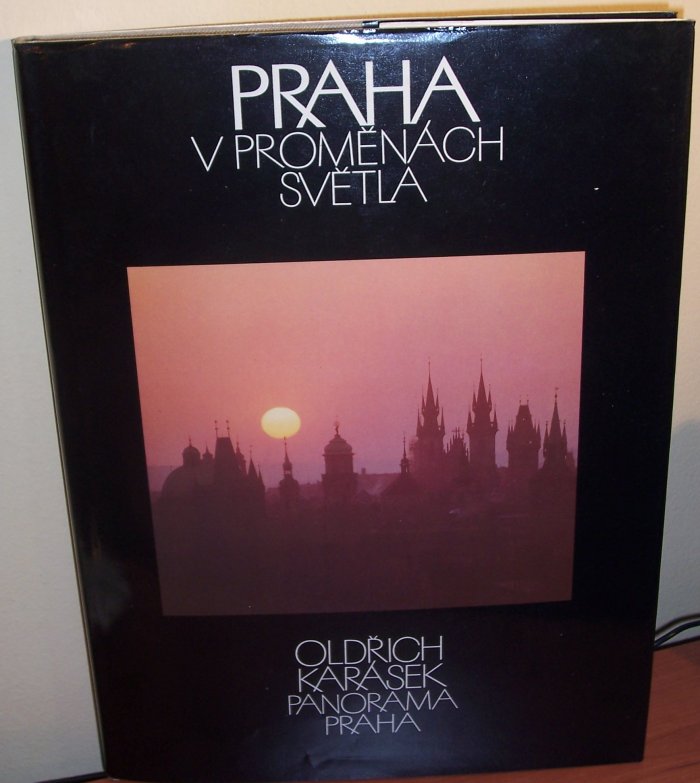 PRAHA
V PROMĚNÁCH
SVĚTLA
OLDŘICH
KARÁSEK
PANORAMA
PRAHA